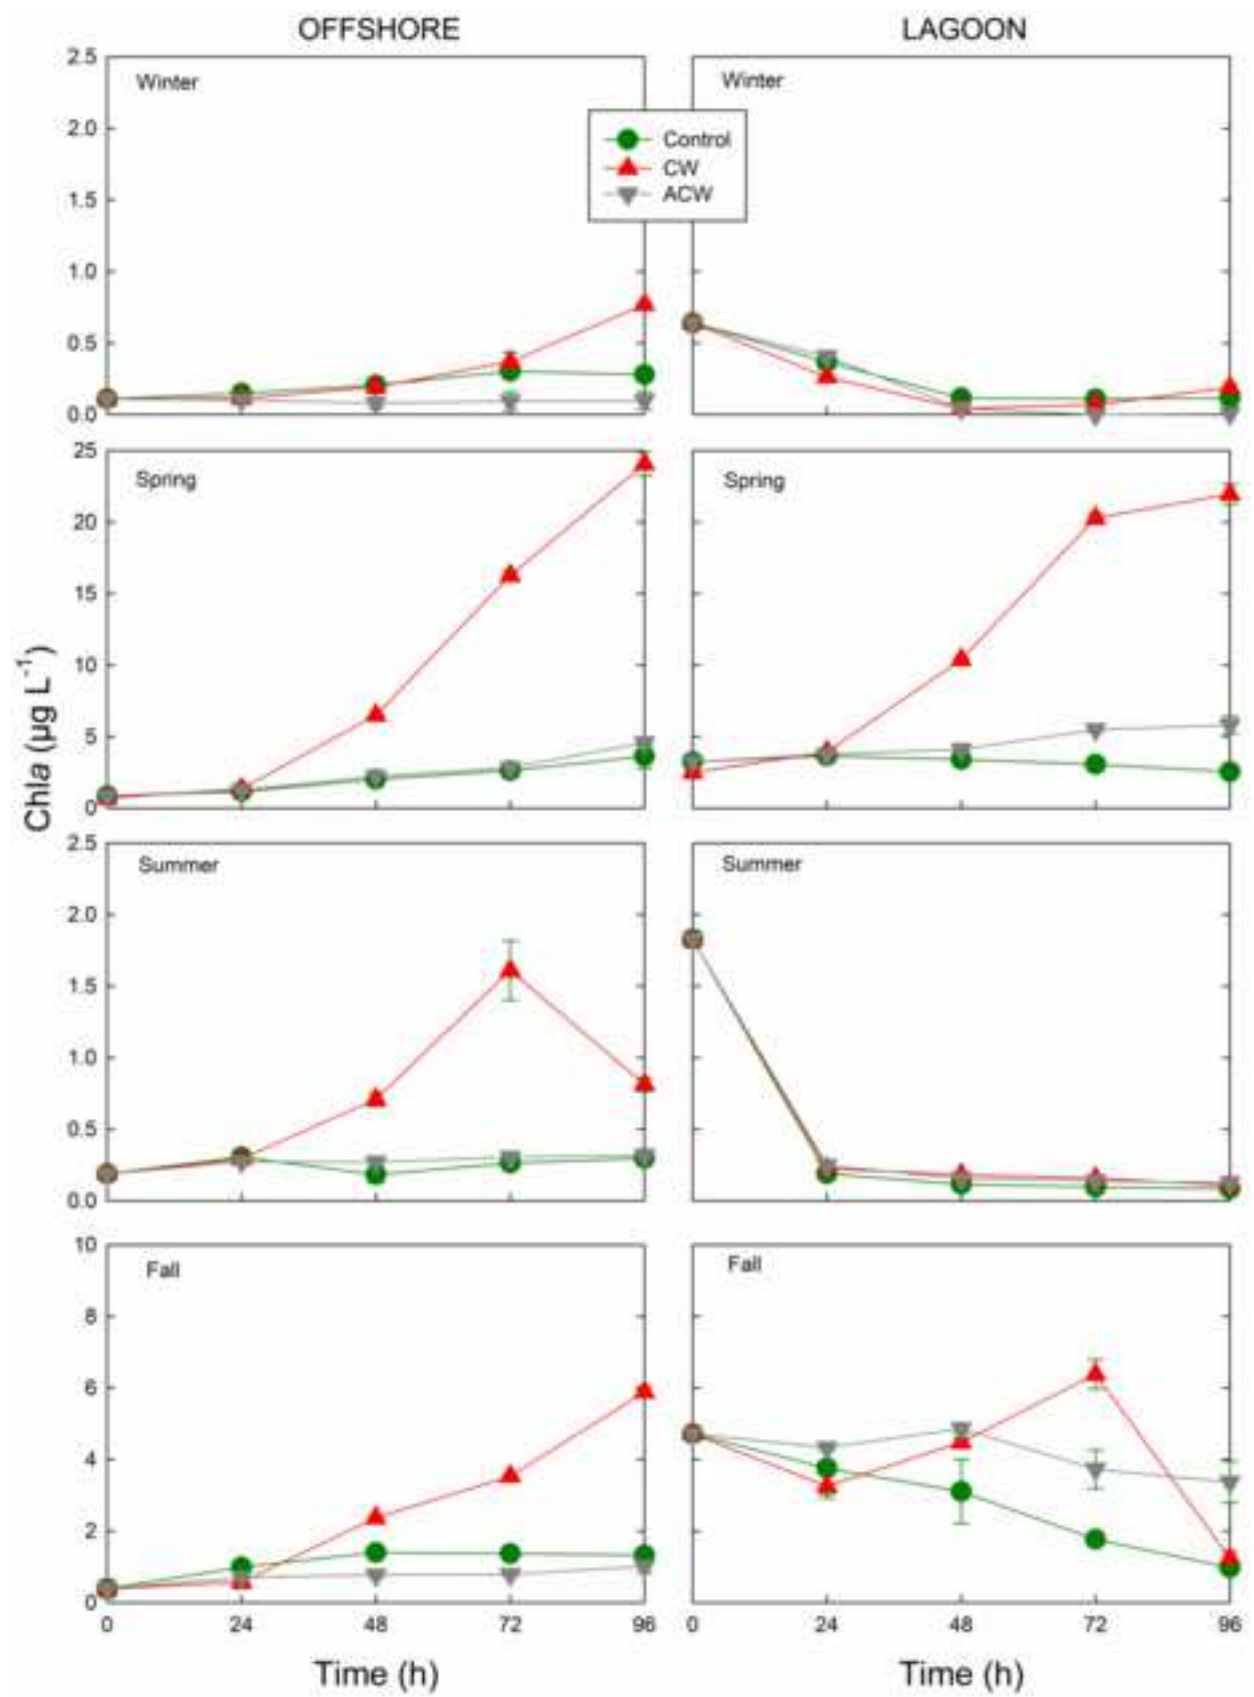 OFFSHORE LAGOON
2.5 Winter Winter
2.0
Control
CW
ACW
1.5
1.0
0.5
0.0
25 Spring Spring
20
15
10
5
0
Chla (µg L⁻¹)
2.5 Summer Summer
2.0
1.5
1.0
0.5
0.0
10 Fall Fall
8
6
4
2
0
0 24 48 72 96 0 24 48 72 96
Time (h) Time (h)